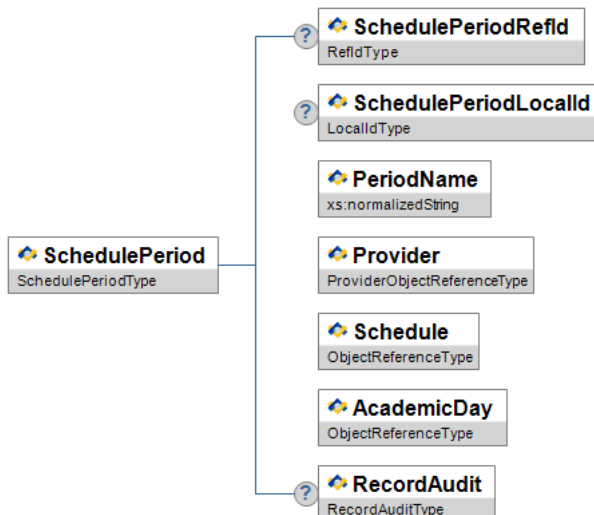 SchedulePeriod
SchedulePeriodType
?
SchedulePeriodRefId
RefIdType
?
SchedulePeriodLocalId
LocalIdType
PeriodName
xs:normalizedString
Provider
ProviderObjectReferenceType
Schedule
ObjectReferenceType
AcademicDay
ObjectReferenceType
?
RecordAudit
RecordAuditType